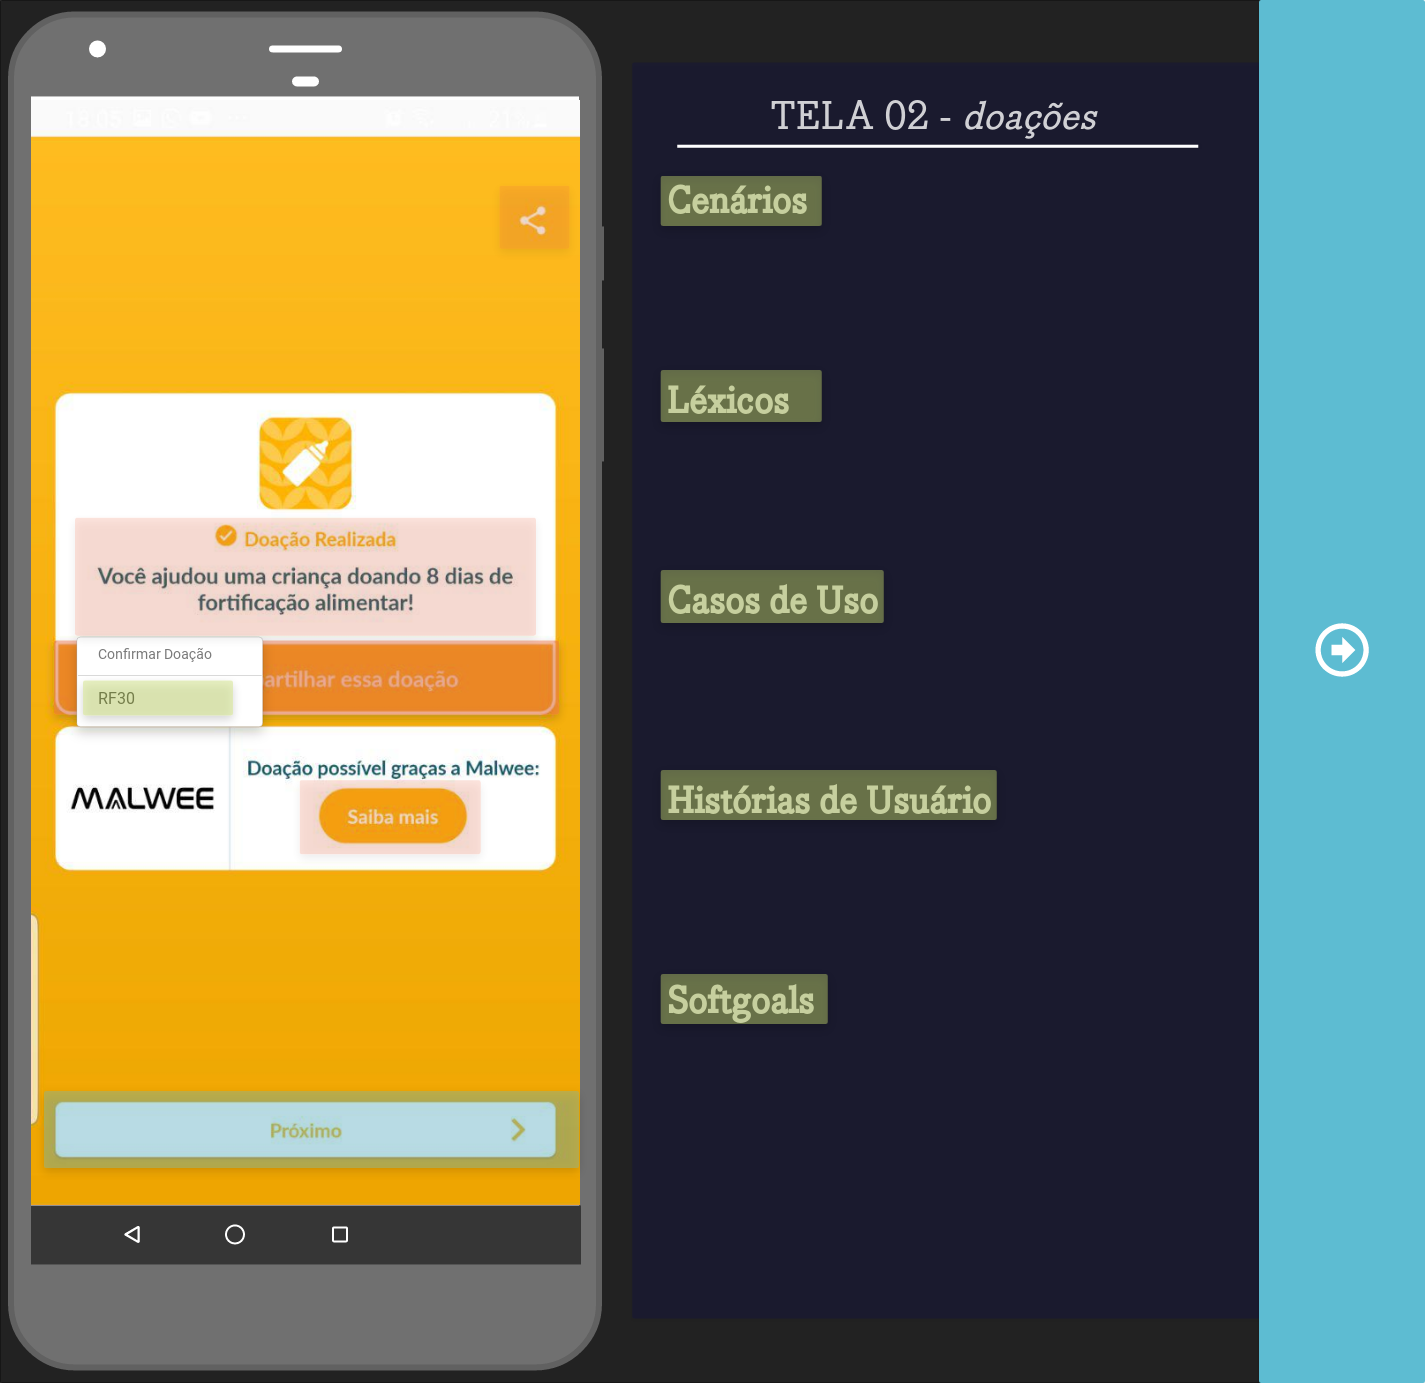 Doação Realizada
Você ajudou uma criança doando 8 dias de
fortificação alimentar!
Confirmar Doação
RF30
artilhar essa doação
MALWEE
Doação possível graças a Malwee:
Saiba mais
Próximo
TELA 02 - doações
Cenários
Léxicos
Casos de Uso
Histórias de Usuário
Softgoals